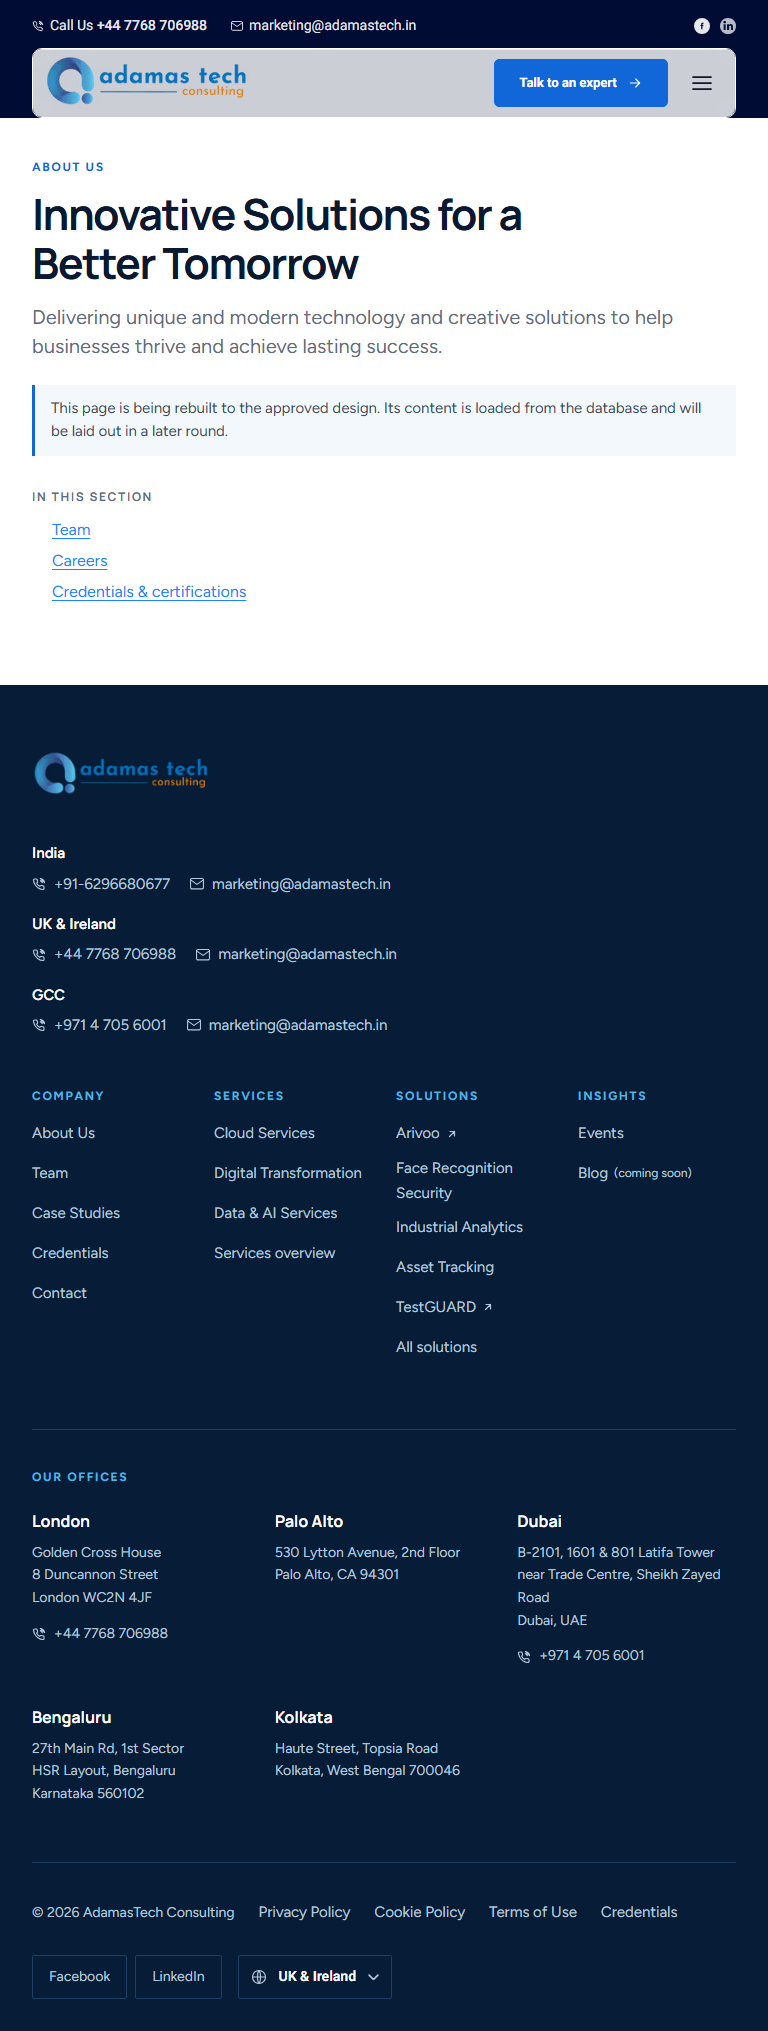 Call Us +44 7768 706988 marketing@adamastech.in
adamas tech
consulting
Talk to an expert
ABOUT US
Innovative Solutions for a
Better Tomorrow
Delivering unique and modern technology and creative solutions to help
businesses thrive and achieve lasting success.
This page is being rebuilt to the approved design. Its content is loaded from the database and will
be laid out in a later round.
IN THIS SECTION
Team
Careers
Credentials & certifications
adamas tech
consulting
India
+91-6296680677 marketing@adamastech.in
UK & Ireland
+44 7768 706988 marketing@adamastech.in
GCC
+971 4 705 6001 marketing@adamastech.in
COMPANY
About Us
Team
Case Studies
Credentials
Contact
SERVICES
Cloud Services
Digital Transformation
Data & AI Services
Services overview
SOLUTIONS
Arivoo
Face Recognition
Security
Industrial Analytics
Asset Tracking
TestGUARD
All solutions
INSIGHTS
Events
Blog (coming soon)
OUR OFFICES
London
Golden Cross House
8 Duncannon Street
London WC2N 4JF
+44 7768 706988
Palo Alto
530 Lytton Avenue, 2nd Floor
Palo Alto, CA 94301
Dubai
B-2101, 1601 & 801 Latifa Tower
near Trade Centre, Sheikh Zayed
Road
Dubai, UAE
+971 4 705 6001
Bengaluru
27th Main Rd, 1st Sector
HSR Layout, Bengaluru
Karnataka 560102
Kolkata
Haute Street, Topsia Road
Kolkata, West Bengal 700046
© 2026 AdamasTech Consulting Privacy Policy Cookie Policy Terms of Use Credentials
Facebook LinkedIn UK & Ireland